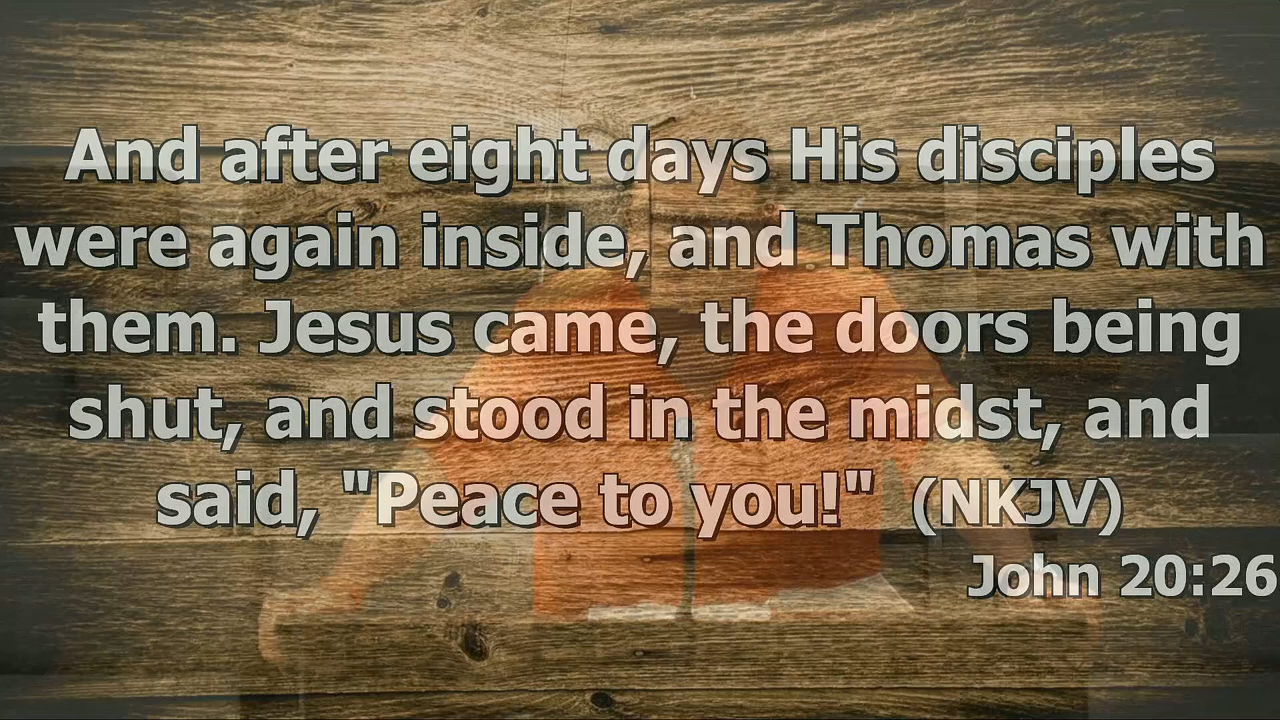 And after eight days His disciples
were again inside, and Thomas with
them. Jesus came, the doors being
shut, and stood in the midst, and
said, "Peace to you!" (NKJV)
John 20:26